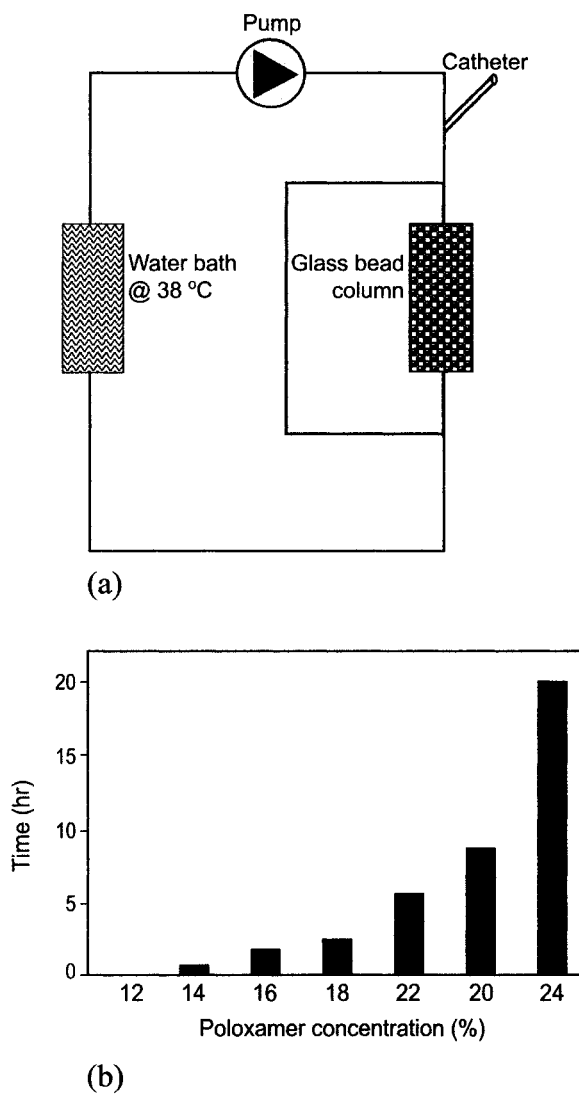 Pump
Catheter
Water bath
@ 38 °C
Glass bead
column
(a)
20
15
10
5
0
Time (hr)
12 14 16 18 22 20 24
Poloxamer concentration (%)
(b)